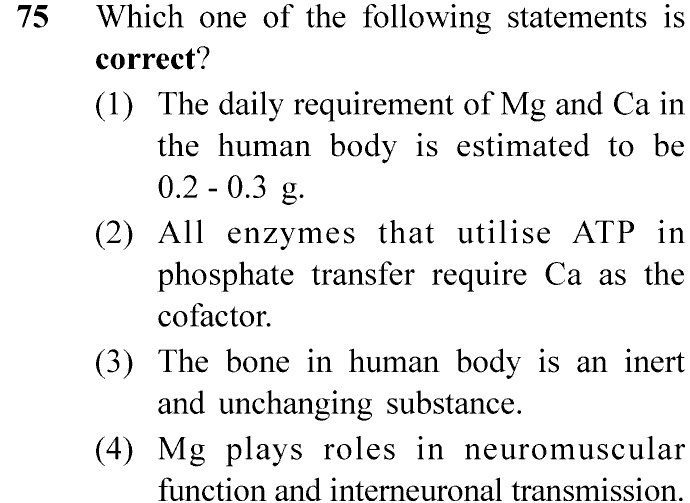 75 Which one of the following statements is
correct?
(1) The daily requirement of Mg and Ca in
the human body is estimated to be
0.2 - 0.3 g.
(2) All enzymes that utilise ATP in
phosphate transfer require Ca as the
cofactor.
(3) The bone in human body is an inert
and unchanging substance.
(4) Mg plays roles in neuromuscular
function and interneuronal transmission.